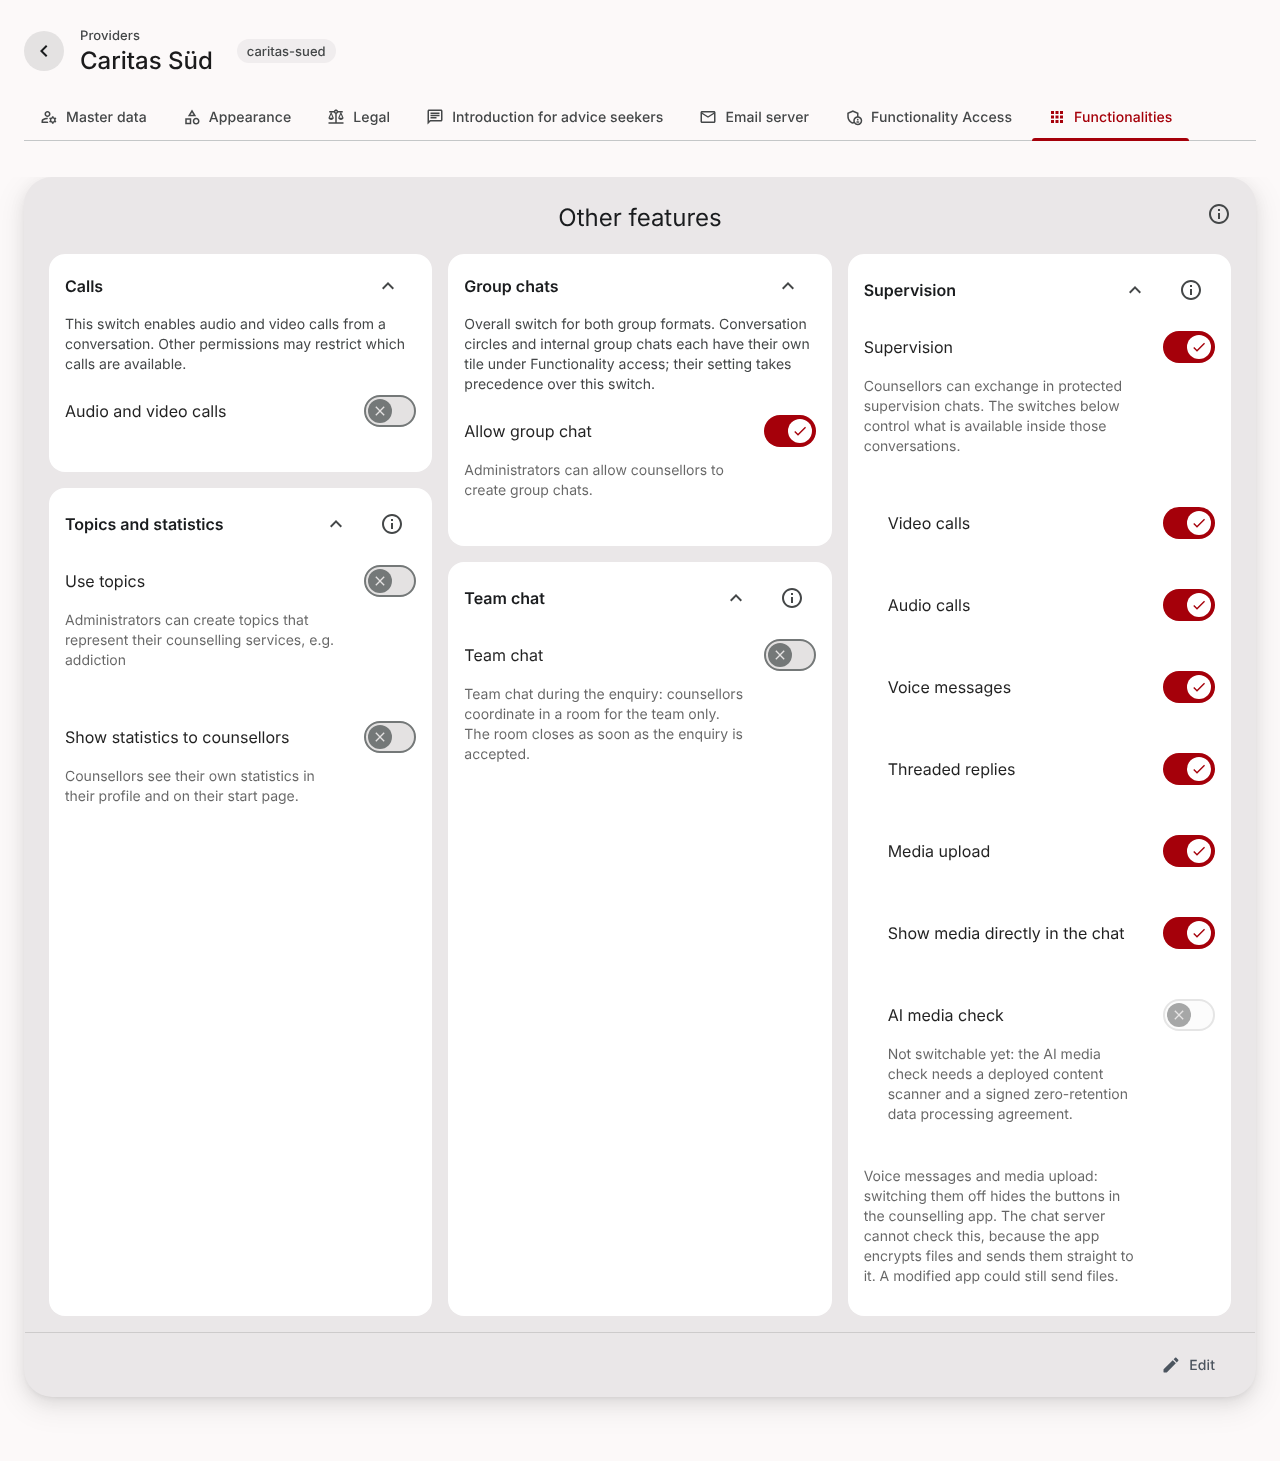 Providers
Caritas Süd
caritas-sued
Master data
Appearance
Legal
Introduction for advice seekers
Email server
Functionality Access
Functionalities
Other features
Calls
This switch enables audio and video calls from a
conversation. Other permissions may restrict which
calls are available.
Audio and video calls
Topics and statistics
Use topics
Administrators can create topics that
represent their counselling services, e.g.
addiction
Show statistics to counsellors
Counsellors see their own statistics in
their profile and on their start page.
Group chats
Overall switch for both group formats. Conversation
circles and internal group chats each have their own
tile under Functionality access; their setting takes
precedence over this switch.
Allow group chat
Administrators can allow counsellors to
create group chats.
Team chat
Team chat
Team chat during the enquiry: counsellors
coordinate in a room for the team only.
The room closes as soon as the enquiry is
accepted.
Supervision
Supervision
Counsellors can exchange in protected
supervision chats. The switches below
control what is available inside those
conversations.
Video calls
Audio calls
Voice messages
Threaded replies
Media upload
Show media directly in the chat
AI media check
Not switchable yet: the AI media
check needs a deployed content
scanner and a signed zero-retention
data processing agreement.
Voice messages and media upload:
switching them off hides the buttons in
the counselling app. The chat server
cannot check this, because the app
encrypts files and sends them straight to
it. A modified app could still send files.
Edit